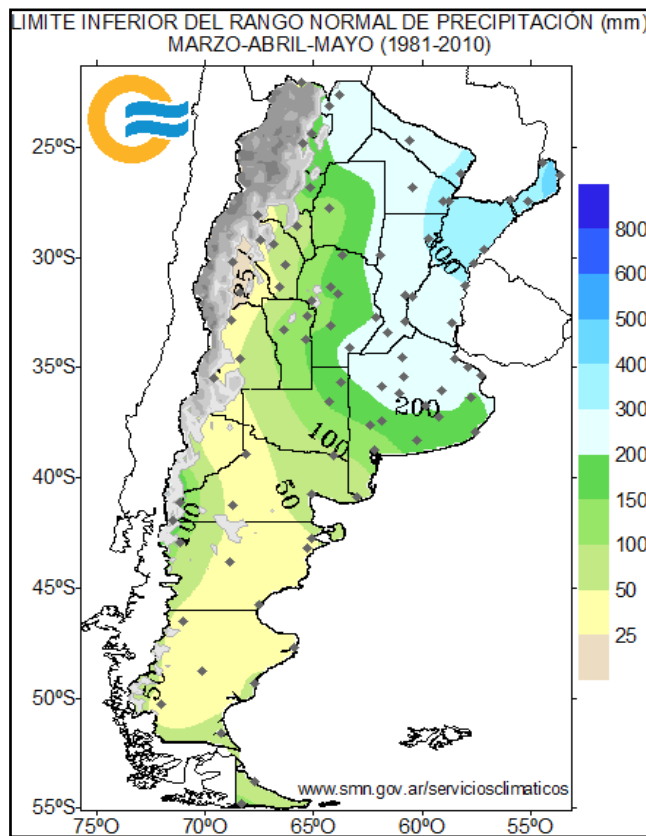 LIMITE INFERIOR DEL RANGO NORMAL DE PRECIPITACIÓN (mm)
MARZO-ABRIL-MAYO (1981-2010)
25ºS
30ºS
35ºS
40ºS
45ºS
50ºS
55ºS
75ºO
70ºO
65ºO
60ºO
55ºO
25
300
200
100
50
100
50
800
600
500
400
300
200
150
100
50
25
www.smn.gov.ar/serviciosclimaticos